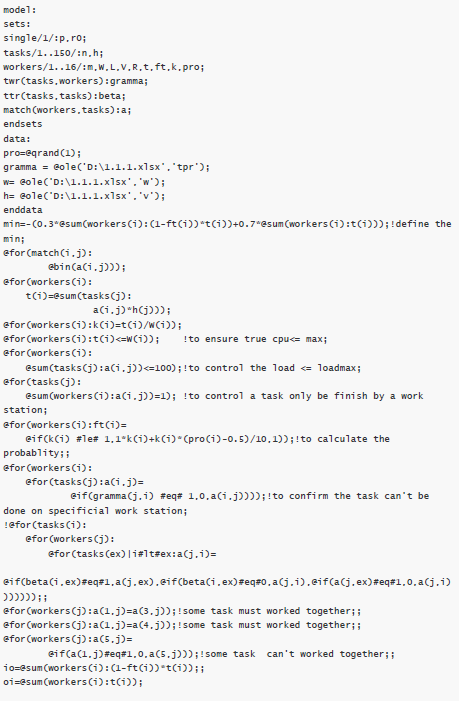 model:
sets:
single/1/:p,r0;
tasks/1..150/:n,h;
workers/1..16/:m,W,L,V,R,t,ft,k,pro;
twr(tasks,workers):gramma;
ttr(tasks,tasks):beta;
match(workers,tasks):a;
endsets
data:
pro=@qrand(1);
gramma = @ole('D:\1.1.1.xlsx','tpr');
w= @ole('D:\1.1.1.xlsx','w');
h= @ole('D:\1.1.1.xlsx','v');
enddata
min=-(0.3*@sum(workers(i):(1-ft(i))*t(i))+0.7*@sum(workers(i):t(i)));!define the
min;
@for(match(i,j):
@bin(a(i,j)));
@for(workers(i):
t(i)=@sum(tasks(j):
a(i,j)*h(j)));
@for(workers(i):k(i)=t(i)/W(i));
@for(workers(i):t(i)<=W(i)); !to ensure true cpu<= max;
@for(workers(i):
@sum(tasks(j):a(i,j))<=100);!to control the load <= loadmax;
@for(tasks(j):
@sum(workers(i):a(i,j))=1); !to control a task only be finish by a work
station;
@for(workers(i):ft(i)=
@if(k(i) #le# 1,1*k(i)+k(i)*(pro(i)-0.5)/10,1));!to calculate the
probablity;;
@for(workers(i):
@for(tasks(j):a(i,j)=
@if(gramma(j,i) #eq# 1,0,a(i,j))));!to confirm the task can't be
done on specificial work station;
!@for(tasks(i):
@for(workers(j):
@for(tasks(ex)|i#lt#ex:a(j,i)=
@if(beta(i,ex)#eq#1,a(j,ex),@if(beta(i,ex)#eq#0,a(j,i),@if(a(j,ex)#eq#1,0,a(j,i)
))))));;
@for(workers(j):a(1,j)=a(3,j));!some task must worked together;;
@for(workers(j):a(1,j)=a(4,j));!some task must worked together;;
@for(workers(j):a(5,j)=
@if(a(1,j)#eq#1,0,a(5,j)));!some task can't worked together;;
io=@sum(workers(i):(1-ft(i))*t(i));;
oi=@sum(workers(i):t(i));